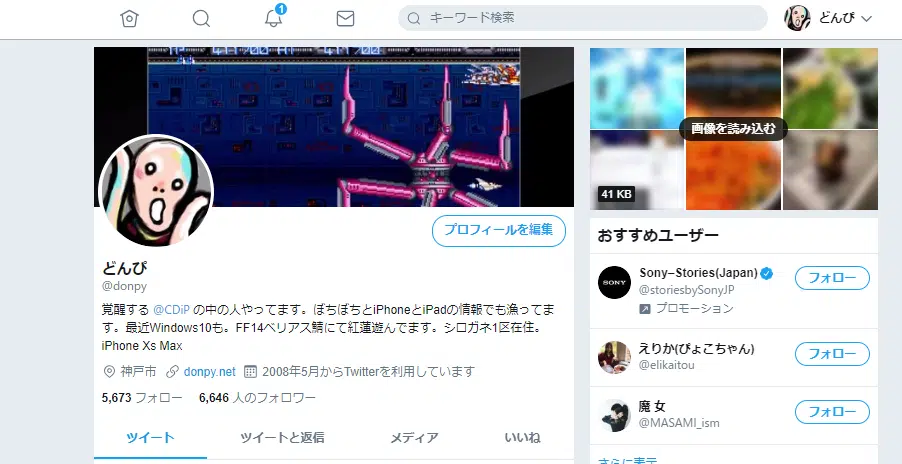 1
キーワード検索
どんぴ
画像を読み込む
41 KB
プロフィールを編集
どんぴ
@donpy
覚醒する @CDiP の中の人やってます。ぼちぼちとiPhoneとiPadの情報でも漁ってま
す。最近Windows10も。FF14ベリアス鯖にて紅蓮遊んでます。シロガネ1区在住。
iPhone Xs Max
神戸市 donpy.net 2008年5月からTwitterを利用しています
5,673 フォロー 6,646 人のフォロワー
ツイート ツイートと返信 メディア いいね
おすすめユーザー
SONY
Sony–Stories(Japan)
@storiesbySonyJP
プロモーション
フォロー
えりか(ぴょこちゃん)
@elikaitou
フォロー
魔 女
@MASAMI_ism
フォロー
さらに表示